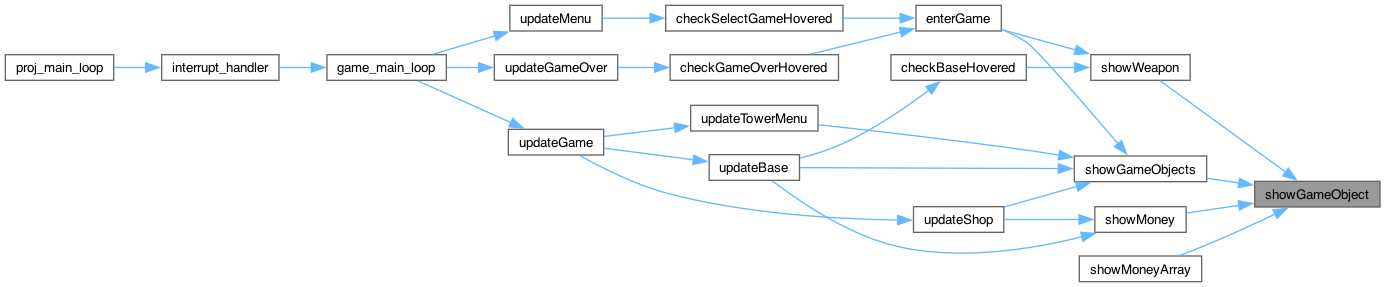 updateMenu
checkSelectGameHovered
enterGame
proj_main_loop
interrupt_handler
game_main_loop
updateGameOver
checkGameOverHovered
checkBaseHovered
showWeapon
updateTowerMenu
updateGame
updateBase
showGameObjects
showGameObject
updateShop
showMoney
showMoneyArray